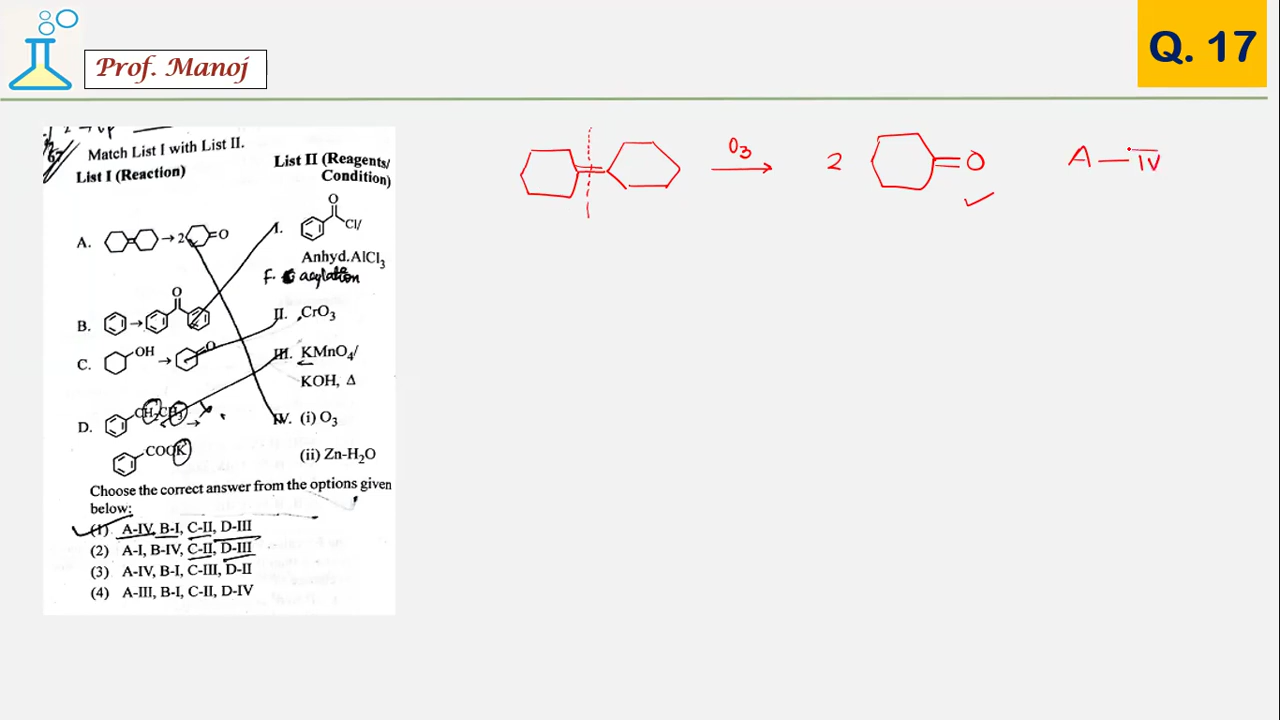 Prof. Manoj
Q. 17
Match List I with List II.
List I (Reaction)
List II (Reagents/
Condition)
A. → 2 =O
I. O Cl/
Anhyd.AlCl3
F. acylation
B. → O
II. CrO3
C. OH → O
III. KMnO4/
KOH, Δ
D. CH2CH3 →
IV. (i) O3
COOK
(ii) Zn-H2O
Choose the correct answer from the options given
below:
(1) A-IV, B-I, C-II, D-III
(2) A-I, B-IV, C-II, D-III
(3) A-IV, B-I, C-III, D-II
(4) A-III, B-I, C-II, D-IV
O3 → 2 =O A — IV